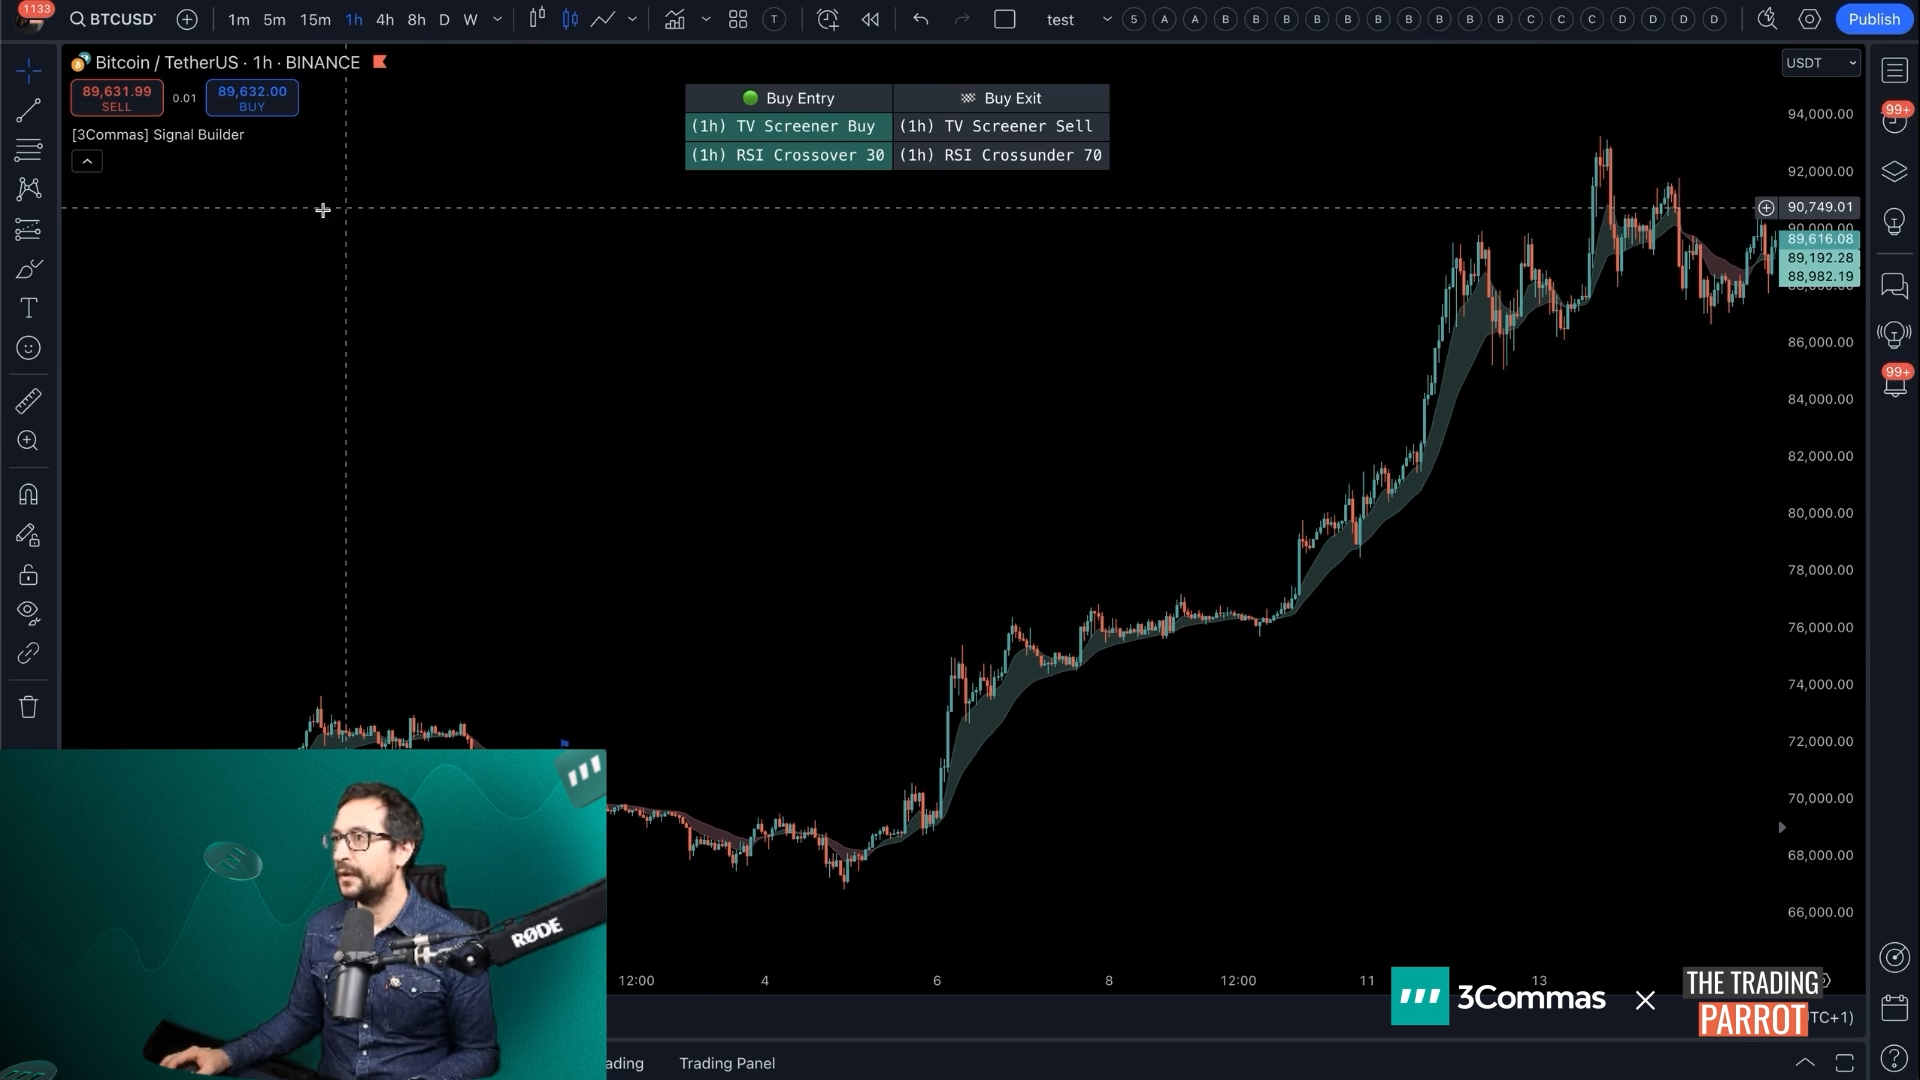 1133
BTCUSD
1m 5m 15m 1h 4h 8h D W
T
test
5 A A B B B B B B B B B B C C C D D D D
Publish
Bitcoin / TetherUS · 1h · BINANCE
USDT
89,631.99
SELL
0.01
89,632.00
BUY
[3Commas] Signal Builder
Buy Entry
Buy Exit
(1h) TV Screener Buy
(1h) TV Screener Sell
(1h) RSI Crossover 30
(1h) RSI Crossunder 70
94,000.00
92,000.00
90,749.01
89,616.08
89,192.28
88,982.19
86,000.00
84,000.00
82,000.00
80,000.00
78,000.00
76,000.00
74,000.00
72,000.00
70,000.00
68,000.00
66,000.00
99+
99+
12:00 4 6 8 12:00 11 13
RØDE
3Commas × THE TRADING
PARROT
TC+1)
ading
Trading Panel